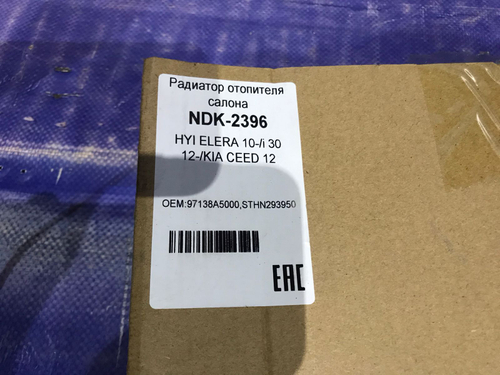 Радиатор отопителя
салона
NDK-2396
HYI ELERA 10-/i 30
12-/KIA CEED 12
OEM:97138A5000,STHN293950
EAC